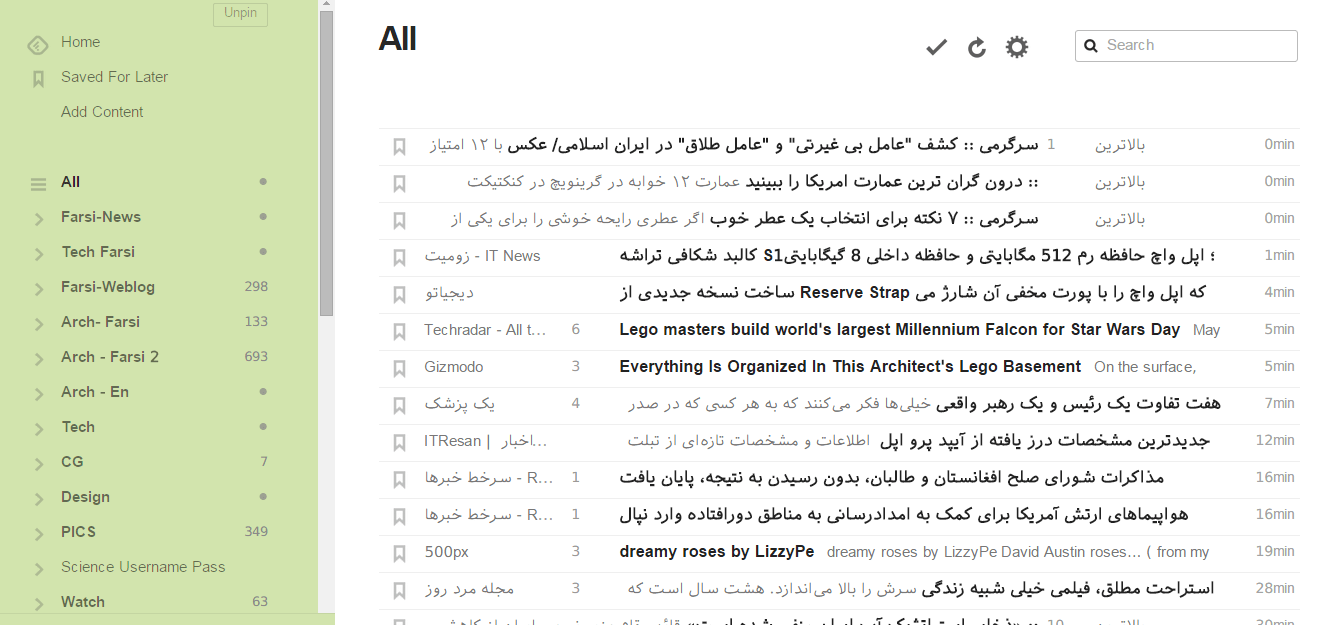 Unpin
Home
Saved For Later
Add Content
All
Farsi-News
Tech Farsi
Farsi-Weblog 298
Arch- Farsi 133
Arch - Farsi 2 693
Arch - En
Tech
CG 7
Design
PICS 349
Science Username Pass
Watch 63
All
Search
بالاترین 1 سرگرمی :: کشف "عامل بی غیرتی" و "عامل طلاق" در ایران اسلامی/ عکس با ۱۲ امتیاز 0min
بالاترین :: درون گران ترین عمارت امریکا را ببینید عمارت ۱۲ خوابه در گرینویچ در کنکتیکت 0min
بالاترین سرگرمی :: ۷ نکته برای انتخاب یک عطر خوب اگر عطری رایحه خوشی را برای یکی از 0min
زومیت - IT News ؛ اپل واچ حافظه رم 512 مگابایتی و حافظه داخلی 8 گیگابایتیS1 کالبد شکافی تراشه 1min
دیجیاتو که اپل واچ را با پورت مخفی آن شارژ می Reserve Strap ساخت نسخه جدیدی از 4min
Techradar - All t... 6 Lego masters build world's largest Millennium Falcon for Star Wars Day May 5min
Gizmodo 3 Everything Is Organized In This Architect's Lego Basement On the surface, 5min
یک پزشک 4 هفت تفاوت یک رئیس و یک رهبر واقعی خیلی‌ها فکر می‌کنند که به هر کسی که در صدر 7min
ITResan | اخبار... جدیدترین مشخصات درز یافته از آیپد پرو اپل اطلاعات و مشخصات تازه‌ای از تبلت 12min
سرخط خبرها - R... 1 مذاکرات شورای صلح افغانستان و طالبان، بدون رسیدن به نتیجه، پایان یافت 16min
سرخط خبرها - R... 1 هواپیماهای ارتش آمریکا برای کمک به امدادرسانی به مناطق دورافتاده وارد نپال 16min
500px 3 dreamy roses by LizzyPe dreamy roses by LizzyPe David Austin roses... ( from my 19min
مجله مرد روز 3 استراحت مطلق، فیلمی خیلی شبیه زندگی سرش را بالا می‌اندازد. هشت سال است که 28min